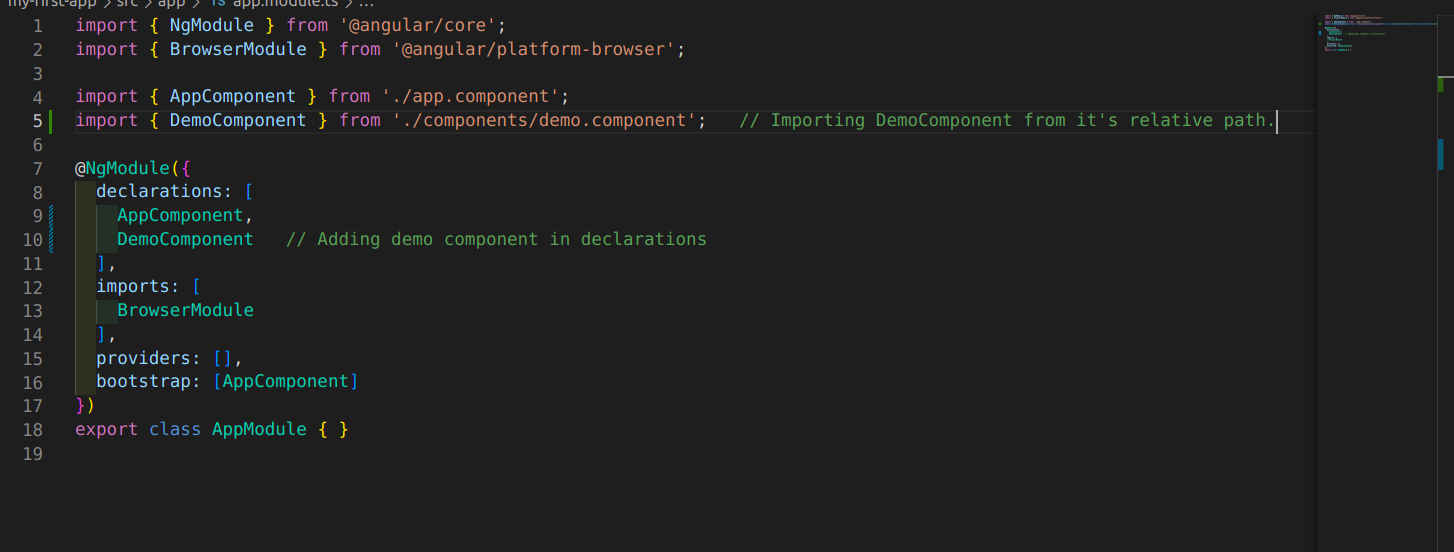 my-first-app > src > app > TS app.module.ts > ...
1 import { NgModule } from '@angular/core';
2 import { BrowserModule } from '@angular/platform-browser';
3
4 import { AppComponent } from './app.component';
5 import { DemoComponent } from './components/demo.component'; // Importing DemoComponent from it's relative path.
6
7 @NgModule({
8 declarations: [
9 AppComponent,
10 DemoComponent // Adding demo component in declarations
11 ],
12 imports: [
13 BrowserModule
14 ],
15 providers: [],
16 bootstrap: [AppComponent]
17 })
18 export class AppModule { }
19